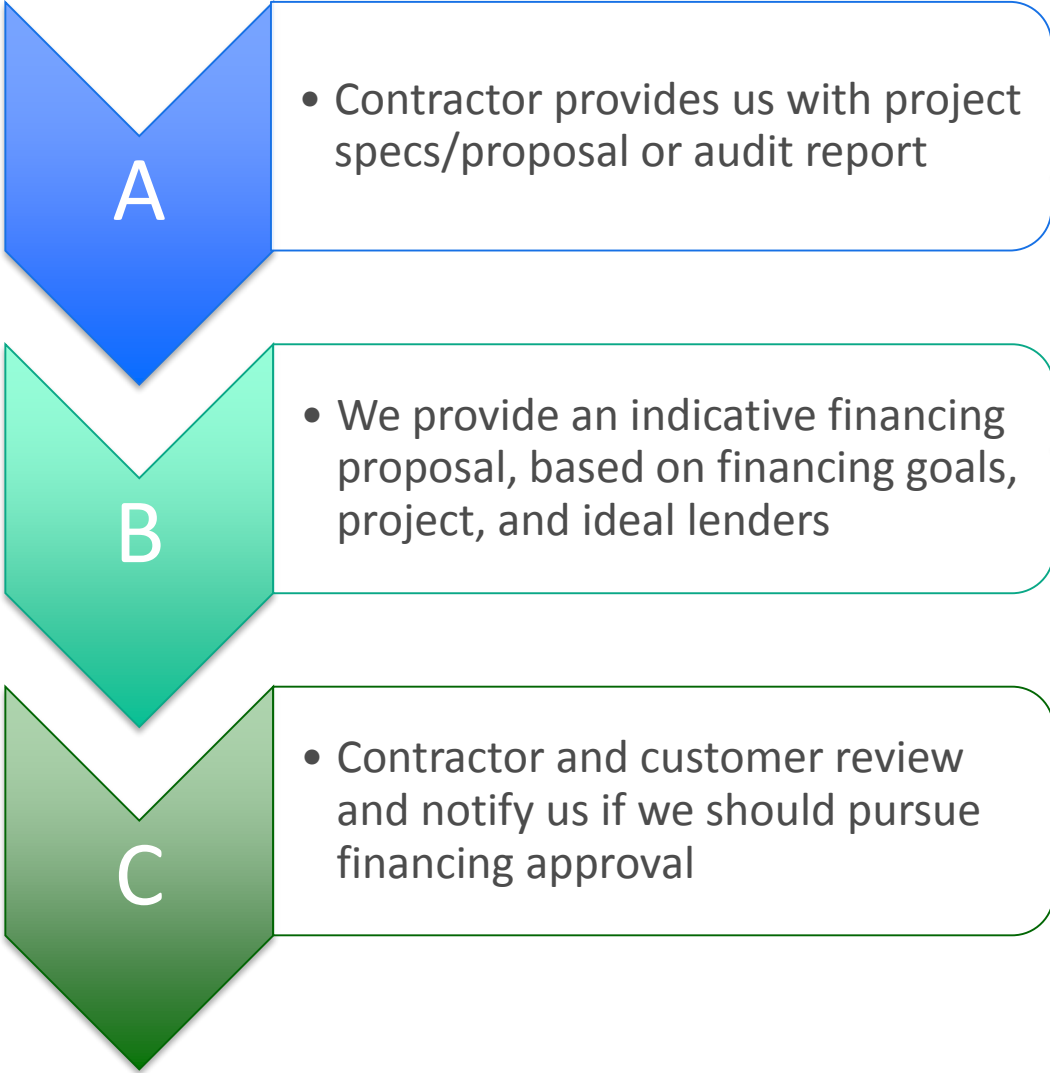 A
• Contractor provides us with project
specs/proposal or audit report
B
• We provide an indicative financing
proposal, based on financing goals,
project, and ideal lenders
C
• Contractor and customer review
and notify us if we should pursue
financing approval